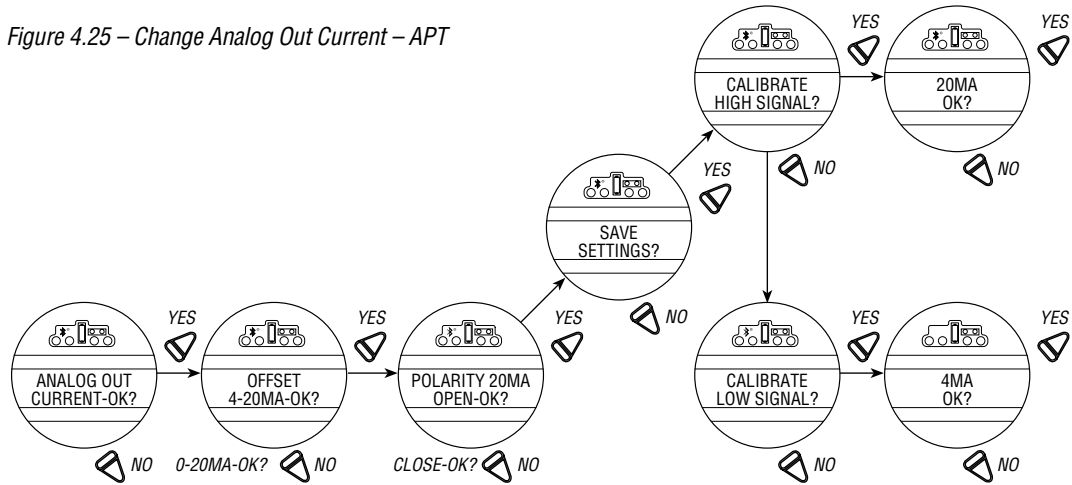 Figure 4.25 – Change Analog Out Current – APT
YES
YES
CALIBRATE
HIGH SIGNAL?
20MA
OK?
NO
NO
YES
SAVE
SETTINGS?
NO
YES
YES
YES
YES
YES
ANALOG OUT
CURRENT-OK?
OFFSET
4-20MA-OK?
POLARITY 20MA
OPEN-OK?
CALIBRATE
LOW SIGNAL?
4MA
OK?
NO
0-20MA-OK?
NO
CLOSE-OK?
NO
NO
NO